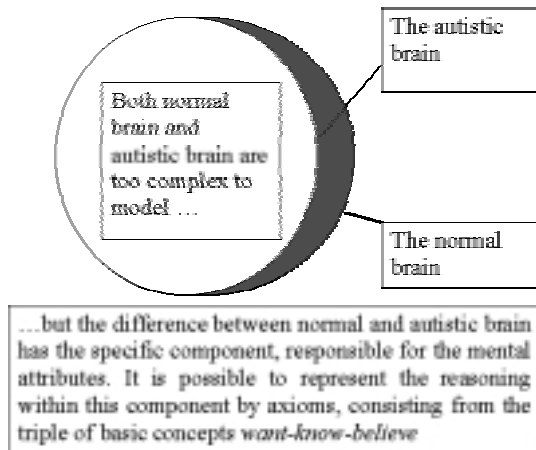 The autistic
brain
Both normal
brain and
autistic brain are
too complex to
model ...
The normal
brain
...but the difference between normal and autistic brain
has the specific component, responsible for the mental
attributes. It is possible to represent the reasoning
within this component by axioms, consisting from the
triple of basic concepts want-know-believe